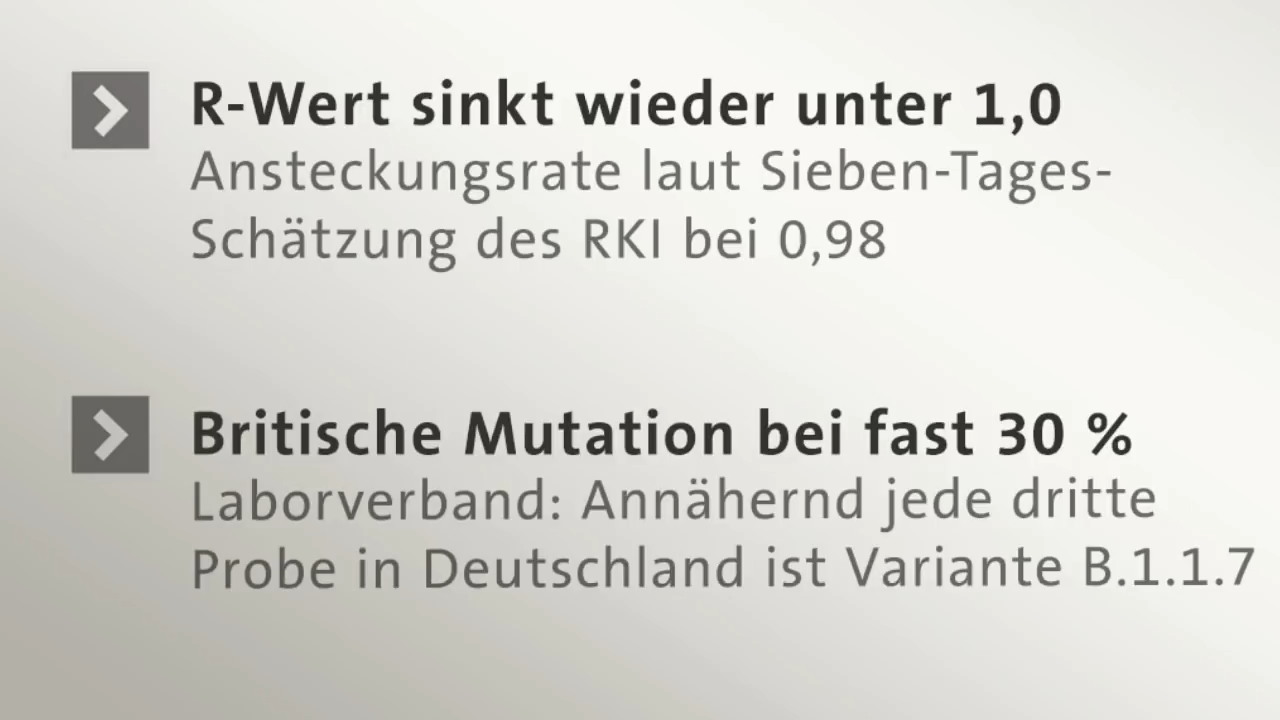 R-Wert sinkt wieder unter 1,0
Ansteckungsrate laut Sieben-Tages-
Schätzung des RKI bei 0,98
Britische Mutation bei fast 30 %
Laborverband: Annähernd jede dritte
Probe in Deutschland ist Variante B.1.1.7